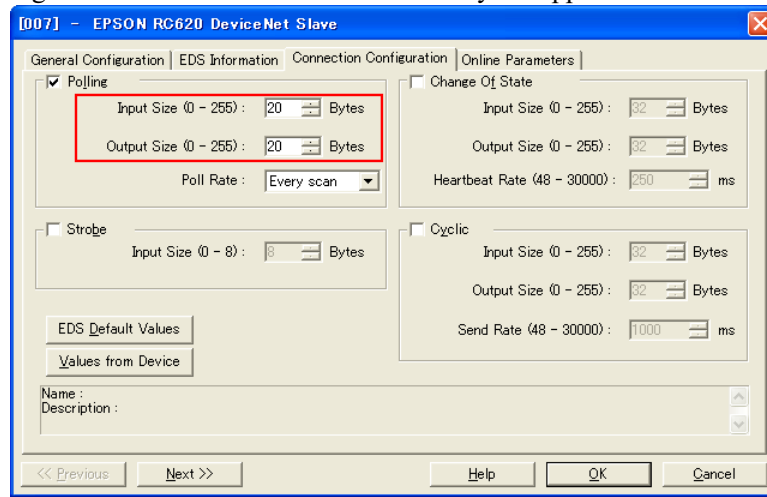 [007] - EPSON RC620 DeviceNet Slave
General Configuration EDS Information Connection Configuration Online Parameters
Polling
Input Size (0 - 255) : 20 Bytes
Output Size (0 - 255) : 20 Bytes
Poll Rate : Every scan
Change Of State
Input Size (0 - 255) : 32 Bytes
Output Size (0 - 255) : 32 Bytes
Heartbeat Rate (48 - 30000) : 250 ms
Strobe
Input Size (0 - 8) : 8 Bytes
Cyclic
Input Size (0 - 255) : 32 Bytes
Output Size (0 - 255) : 32 Bytes
Send Rate (48 - 30000) : 1000 ms
EDS Default Values
Values from Device
Name :
Description :
<< Previous Next >> Help OK Cancel